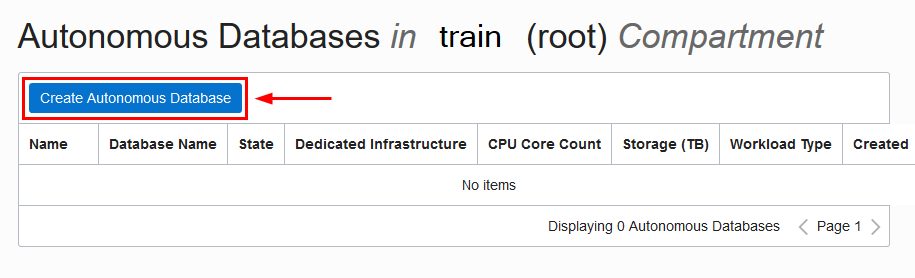 Autonomous Databases in train (root) Compartment
Create Autonomous Database
Name Database Name State Dedicated Infrastructure CPU Core Count Storage (TB) Workload Type Created
No items
Displaying 0 Autonomous Databases Page 1